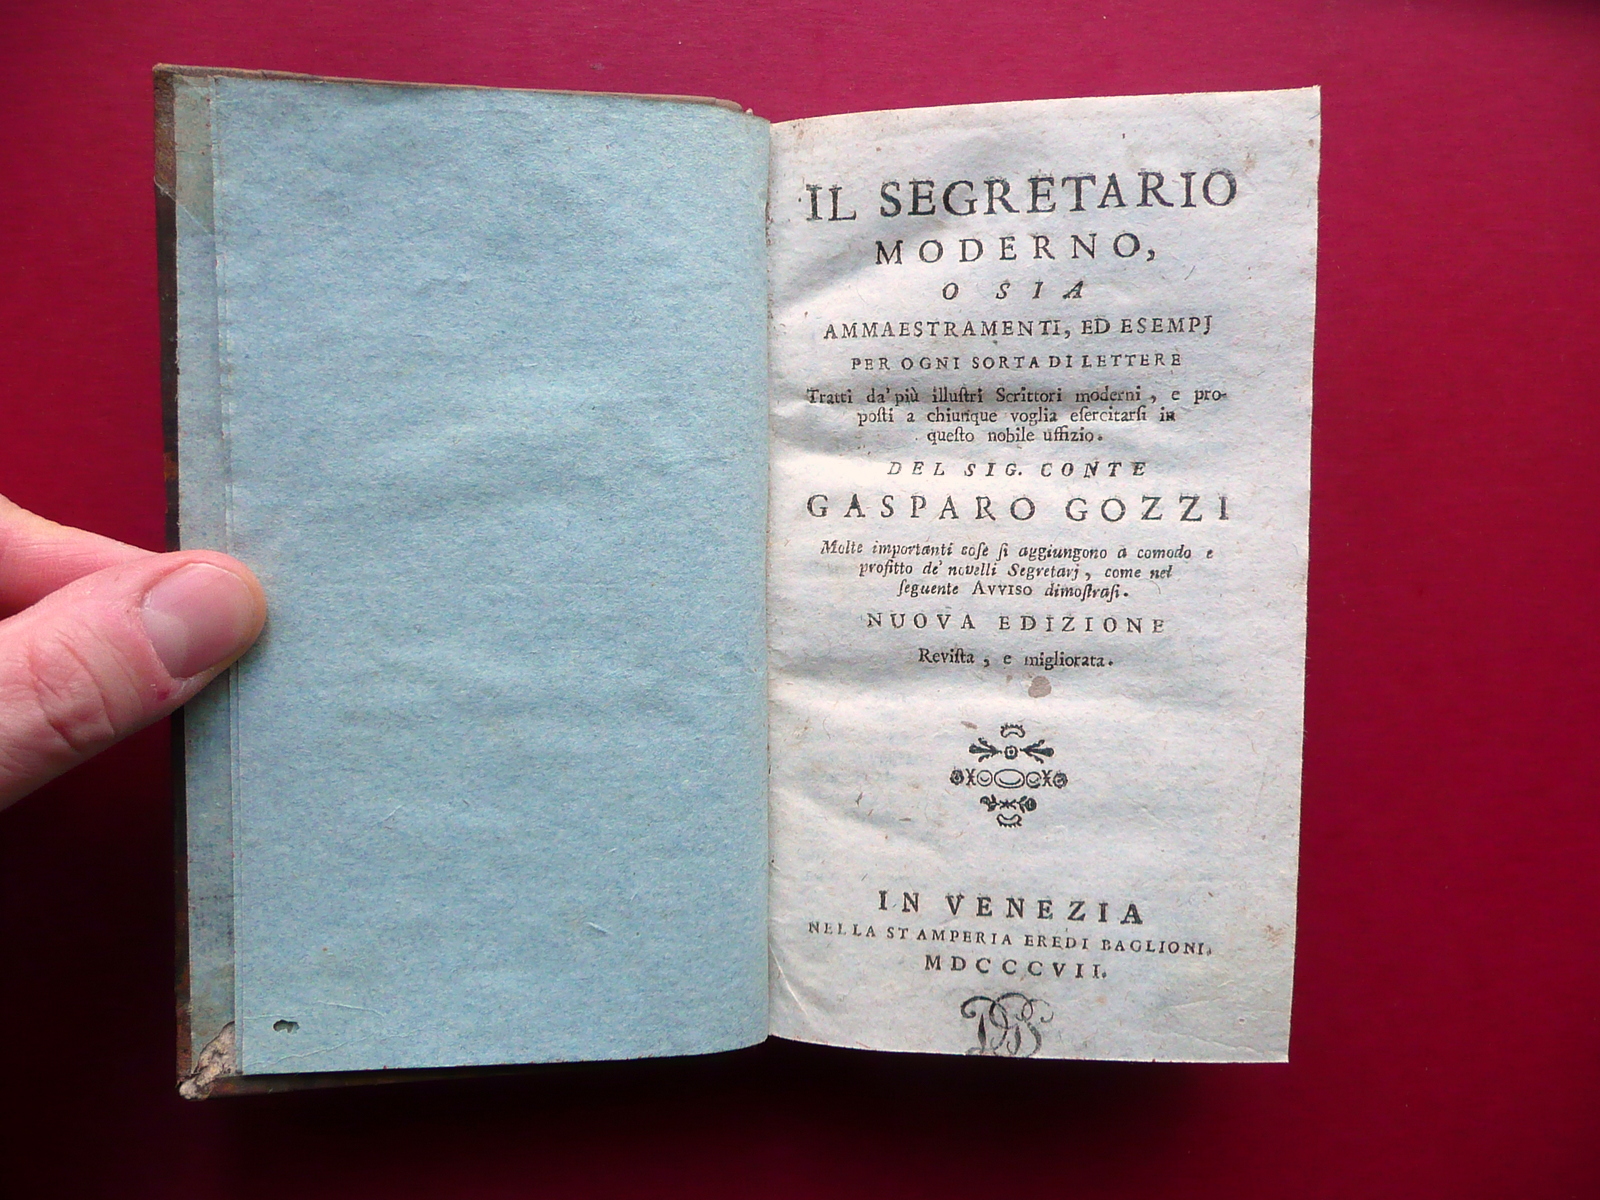 IL SEGRETARIO
MODERNO,
O SIA
AMMAESTRAMENTI, ED ESEMPJ
PER OGNI SORTA DI LETTERE
Tratti da' più illuſtri Scrittori moderni, e pro-
poſti a chiunque voglia eſercitarſi in
queſto nobile uffizio.
DEL SIG. CONTE
GASPARO GOZZI
Molte importanti coſe ſi aggiungono a comodo e
profitto de' novelli Segretarj, come nel
ſeguente Avviso dimoſtraſi.
NUOVA EDIZIONE
Reviſta, e migliorata.
IN VENEZIA
NELLA STAMPERIA EREDI BAGLIONI.
MDCCCVII.